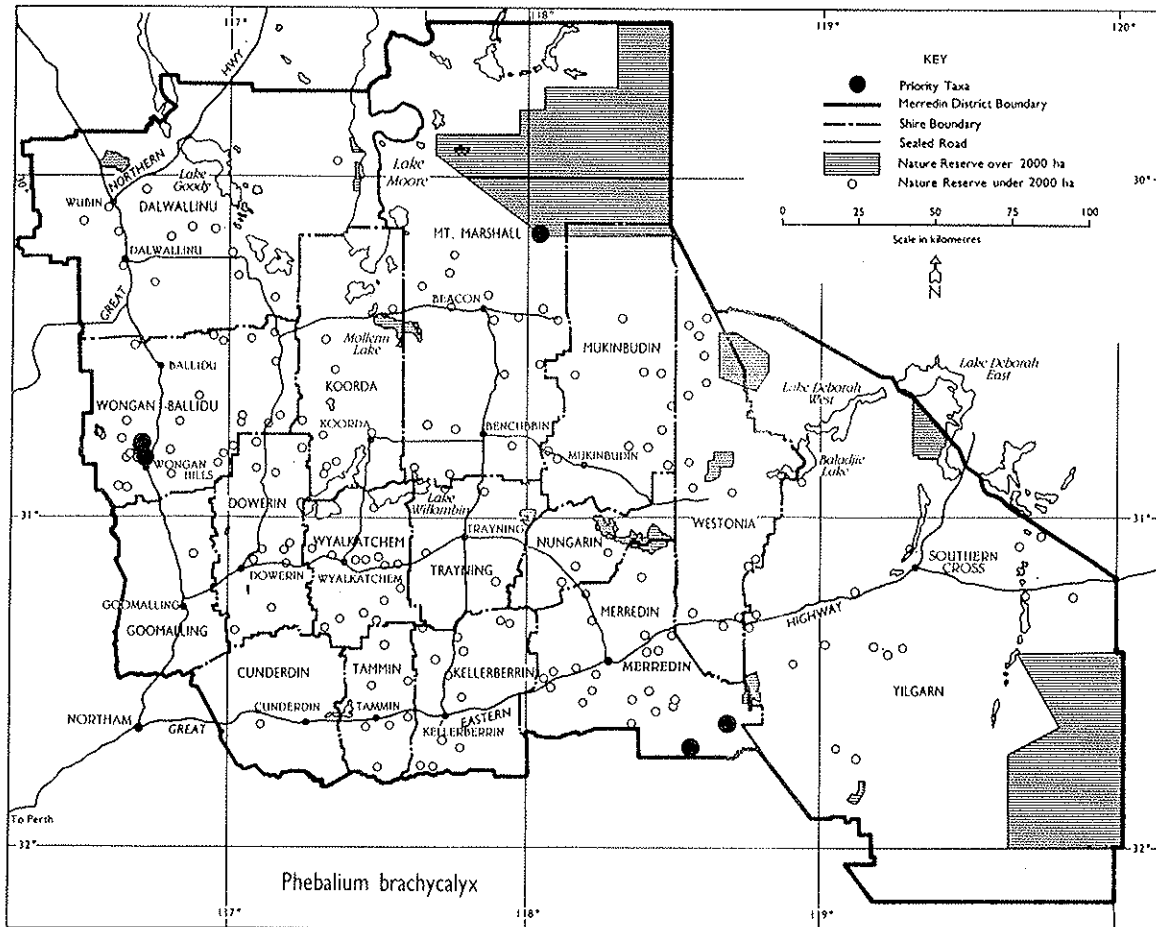 117°
118°
119°
120°
KEY
Priority Taxa
Merredin District Boundary
Shire Boundary
Sealed Road
Nature Reserve over 2000 ha
Nature Reserve under 2000 ha
0 25 50 75 100
Scale in kilometres
N
HWY
NORTHERN
GREAT
30°
30°
Lake
Goody
Lake
Moore
WUBIN
DALWALLINU
DALWALLINU
MT. MARSHALL
BEACON
Mollerin
Lake
MUKINBUDIN
BALLIDU
KOORDA
WONGAN-BALLIDU
KOORDA
BENCUBBIN
MUKINBUDIN
WONGAN
HILLS
Lake Deborah
West
Lake Deborah
East
Baladjie
Lake
DOWERIN
Lake
Wallambin
31°
31°
WYALKATCHEM
TRAYNING
NUNGARIN
WESTONIA
DOWERIN
WYALKATCHEM
TRAYNING
SOUTHERN
CROSS
GOOMALLING
GOOMALLING
MERREDIN
HIGHWAY
CUNDERDIN
TAMMIN
KELLERBERRIN
MERREDIN
YILGARN
NORTHAM
GREAT
CUNDERDIN
TAMMIN
KELLERBERRIN
EASTERN
To Perth
32°
32°
Phebalium brachycalyx
117°
118°
119°